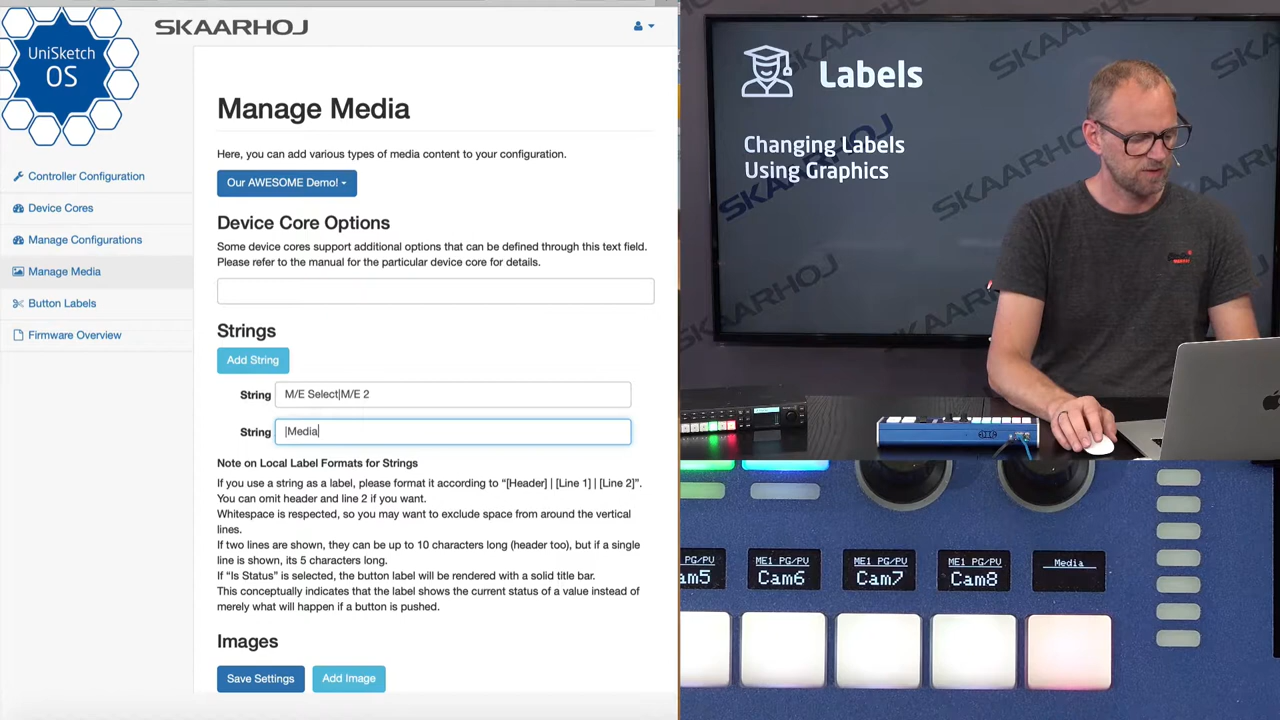 UniSketch
OS
SKAARHOJ
Controller Configuration
Device Cores
Manage Configurations
Manage Media
Button Labels
Firmware Overview
Manage Media
Here, you can add various types of media content to your configuration.
Our AWESOME Demo!
Device Core Options
Some device cores support additional options that can be defined through this text field.
Please refer to the manual for the particular device core for details.
Strings
Add String
String M/E Select|M/E 2
String |Media
Note on Local Label Formats for Strings
If you use a string as a label, please format it according to “[Header] | [Line 1] | [Line 2]”.
You can omit header and line 2 if you want.
Whitespace is respected, so you may want to exclude space from around the vertical
lines.
If two lines are shown, they can be up to 10 characters long (header too), but if a single
line is shown, its 5 characters long.
If “Is Status” is selected, the button label will be rendered with a solid title bar.
This conceptually indicates that the label shows the current status of a value instead of
merely what will happen if a button is pushed.
Images
Save Settings
Add Image
SKAARHOJ
Labels
Changing Labels
Using Graphics
PG/PV
am5
ME1 PG/PV
Cam6
ME1 PG/PV
Cam7
ME1 PG/PV
Cam8
Media